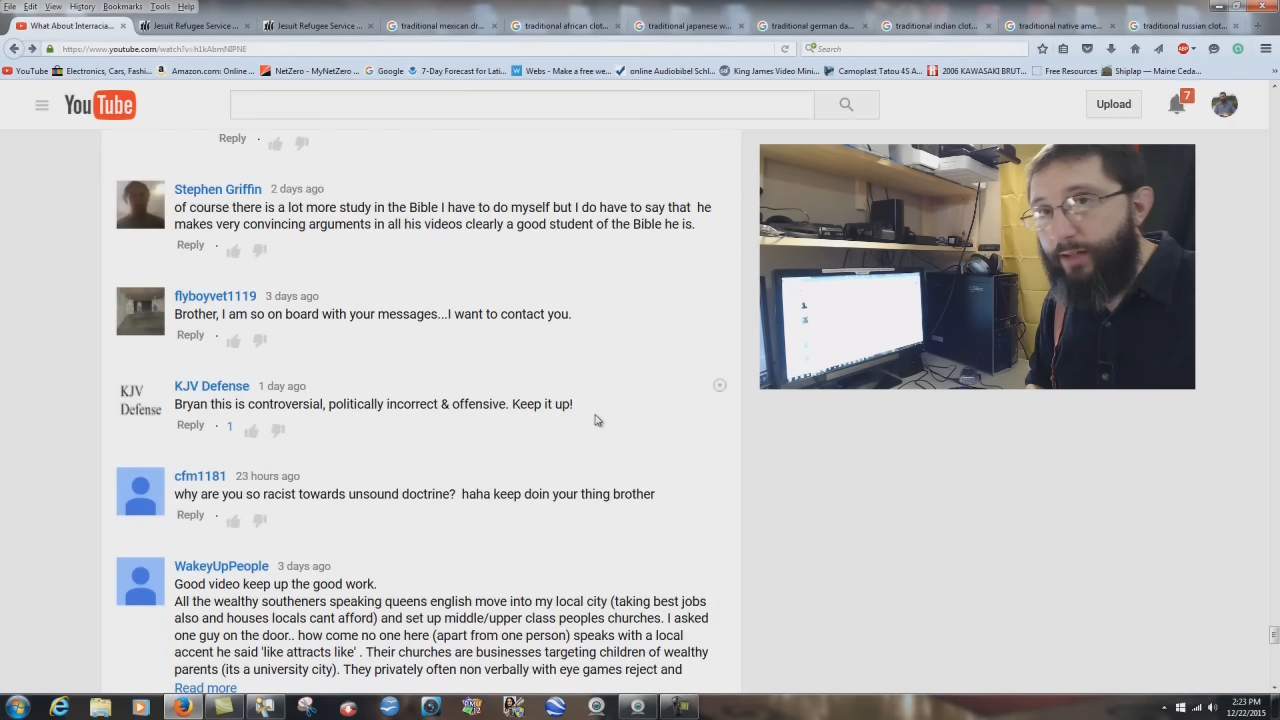 File Edit View History Bookmarks Tools Help
What About Interracia... Jesuit Refugee Service ... Jesuit Refugee Service ... traditional mexican dr... traditional african clot... traditional japanese w... traditional german da... traditional indian clot... traditional native ame... traditional russian clot...
https://www.youtube.com/watch?v=h1kAbmNlPNE Search
YouTube Electronics, Cars, Fashi... Amazon.com: Online ... NetZero - MyNetZero ... Google 7-Day Forecast for Lati... Webs - Make a free we... online Audiobibel Schl... King James Video Mini... Camoplast Tatou 4S A... 2006 KAWASAKI BRUT... Free Resources Shiplap — Maine Ceda...
YouTube Upload 7
Reply
Stephen Griffin 2 days ago
of course there is a lot more study in the Bible I have to do myself but I do have to say that he
makes very convincing arguments in all his videos clearly a good student of the Bible he is.
Reply
flyboyvet1119 3 days ago
Brother, I am so on board with your messages...I want to contact you.
Reply
KJV
Defense
KJV Defense 1 day ago
Bryan this is controversial, politically incorrect & offensive. Keep it up!
Reply 1
cfm1181 23 hours ago
why are you so racist towards unsound doctrine? haha keep doin your thing brother
Reply
WakeyUpPeople 3 days ago
Good video keep up the good work.
All the wealthy southeners speaking queens english move into my local city (taking best jobs
also and houses locals cant afford) and set up middle/upper class peoples churches. I asked
one guy on the door.. how come no one here (apart from one person) speaks with a local
accent he said 'like attracts like' . Their churches are businesses targeting children of wealthy
parents (its a university city). They privately often non verbally with eye games reject and
Read more
2:23 PM
12/22/2015